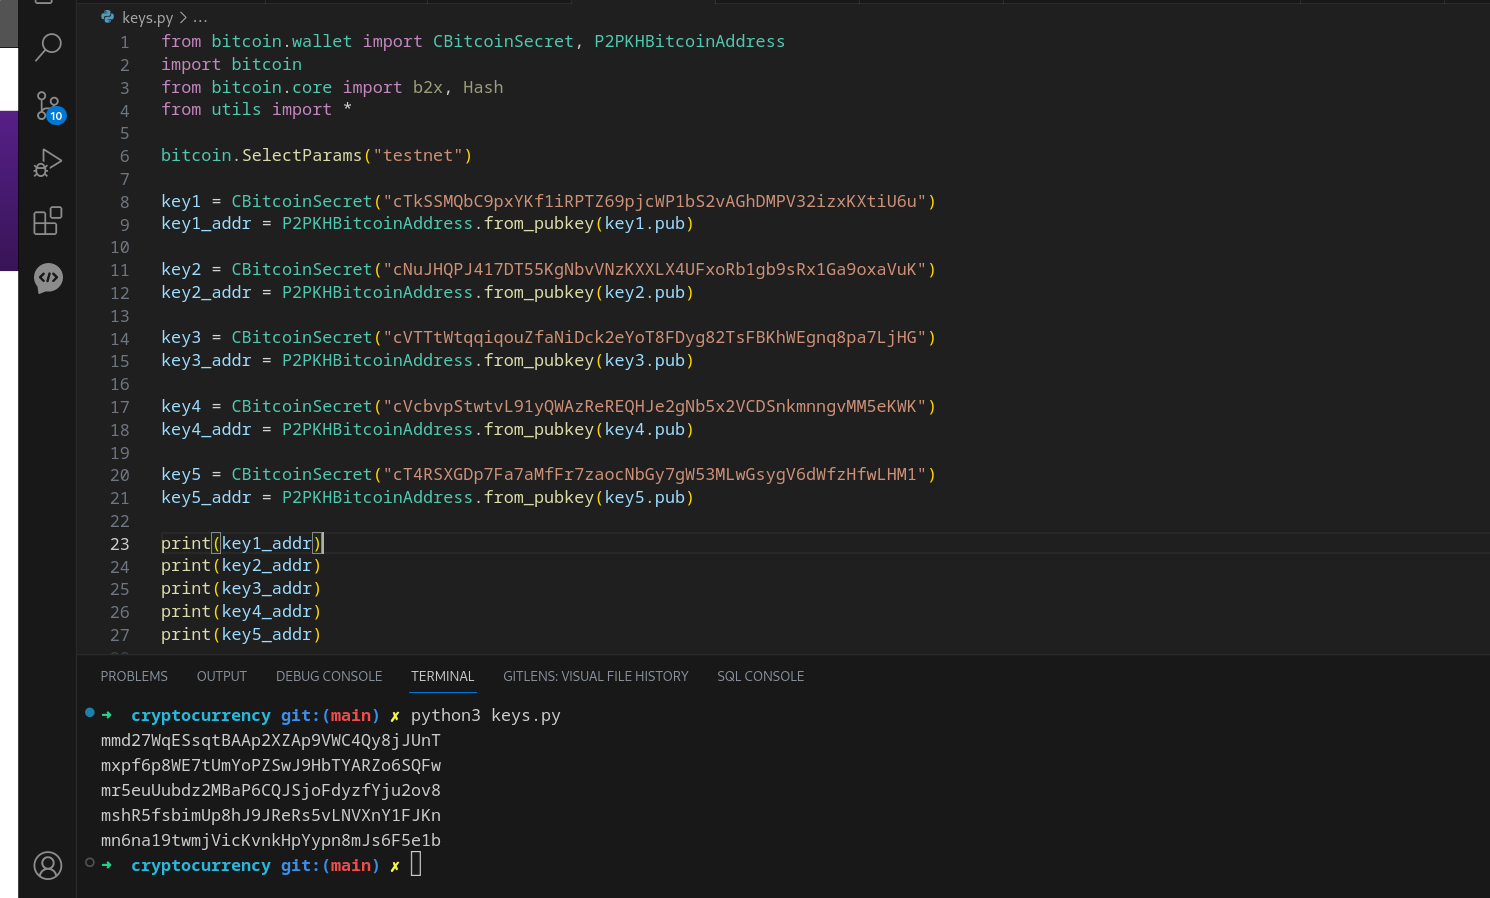 keys.py > ...
10
1 from bitcoin.wallet import CBitcoinSecret, P2PKHBitcoinAddress
2 import bitcoin
3 from bitcoin.core import b2x, Hash
4 from utils import *
5
6 bitcoin.SelectParams("testnet")
7
8 key1 = CBitcoinSecret("cTkSSMQbC9pxYKf1iRPTZ69pjcWP1bS2vAGhDMPV32izxKXtiU6u")
9 key1_addr = P2PKHBitcoinAddress.from_pubkey(key1.pub)
10
11 key2 = CBitcoinSecret("cNuJHQPJ417DT55KgNbvVNzKXXLX4UFxoRb1gb9sRx1Ga9oxaVuK")
12 key2_addr = P2PKHBitcoinAddress.from_pubkey(key2.pub)
13
14 key3 = CBitcoinSecret("cVTTtWtqqiqouZfaNiDck2eYoT8FDyg82TsFBKhWEgnq8pa7LjHG")
15 key3_addr = P2PKHBitcoinAddress.from_pubkey(key3.pub)
16
17 key4 = CBitcoinSecret("cVcbvpStwtvL91yQWAzReREQHJe2gNb5x2VCDSnkmnngvMM5eKWK")
18 key4_addr = P2PKHBitcoinAddress.from_pubkey(key4.pub)
19
20 key5 = CBitcoinSecret("cT4RSXGDp7Fa7aMfFr7zaocNbGy7gW53MLwGsygV6dWfzHfwLHM1")
21 key5_addr = P2PKHBitcoinAddress.from_pubkey(key5.pub)
22
23 print(key1_addr)
24 print(key2_addr)
25 print(key3_addr)
26 print(key4_addr)
27 print(key5_addr)
PROBLEMS OUTPUT DEBUG CONSOLE TERMINAL GITLENS: VISUAL FILE HISTORY SQL CONSOLE
➜ cryptocurrency git:(main) ✗ python3 keys.py
mmd27WqESsqtBAAp2XZAp9VWC4Qy8jJUnT
mxpf6p8WE7tUmYoPZSwJ9HbTYARZo6SQFw
mr5euUubdz2MBaP6CQJSjoFdyzfYju2ov8
mshR5fsbimUp8hJ9JReRs5vLNVXnY1FJKn
mn6na19twmjVicKvnkHpYypn8mJs6F5e1b
➜ cryptocurrency git:(main) ✗